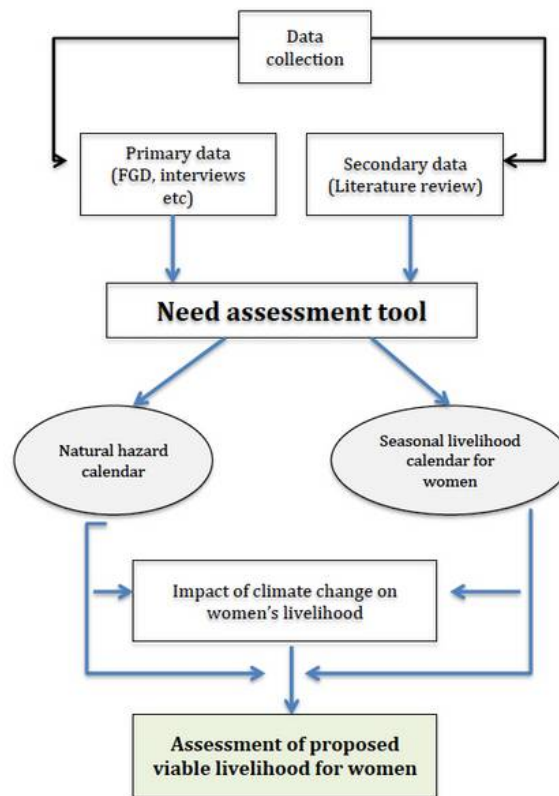 Data
collection
Primary data
(FGD, interviews
etc)
Secondary data
(Literature review)
Need assessment tool
Natural hazard
calendar
Seasonal livelihood
calendar for
women
Impact of climate change on
women's livelihood
Assessment of proposed
viable livelihood for women